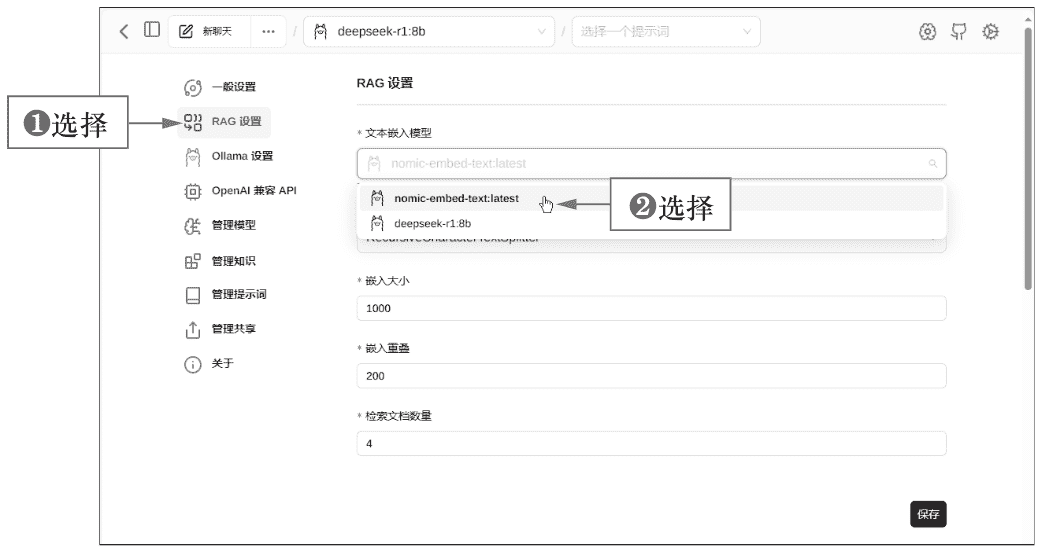 新聊天
...
/
deepseek-r1:8b
/
选择一个提示词
❶选择
一般设置
RAG 设置
Ollama 设置
OpenAI 兼容 API
管理模型
管理知识
管理提示词
管理共享
关于
RAG 设置
* 文本嵌入模型
nomic-embed-text:latest
nomic-embed-text:latest
❷选择
deepseek-r1:8b
RecursiveCharacterTextSplitter
* 嵌入大小
1000
* 嵌入重叠
200
* 检索文档数量
4
保存